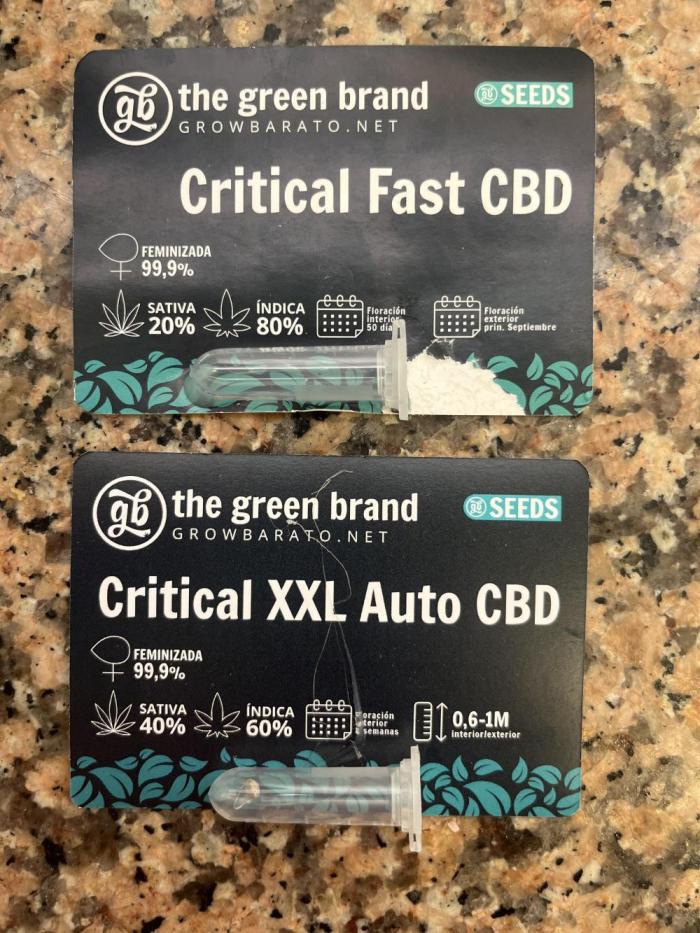 gb the green brand
GROWBARATO.NET
gb SEEDS
Critical Fast CBD
FEMINIZADA
99,9%
SATIVA
20%
ÍNDICA
80%
Floración
interior
50
Floración
exterior
prin. Septiembre
gb the green brand
GROWBARATO.NET
gb SEEDS
Critical XXL Auto CBD
FEMINIZADA
99,9%
SATIVA
40%
ÍNDICA
60%
semanas
0,6-1M
interior/exterior